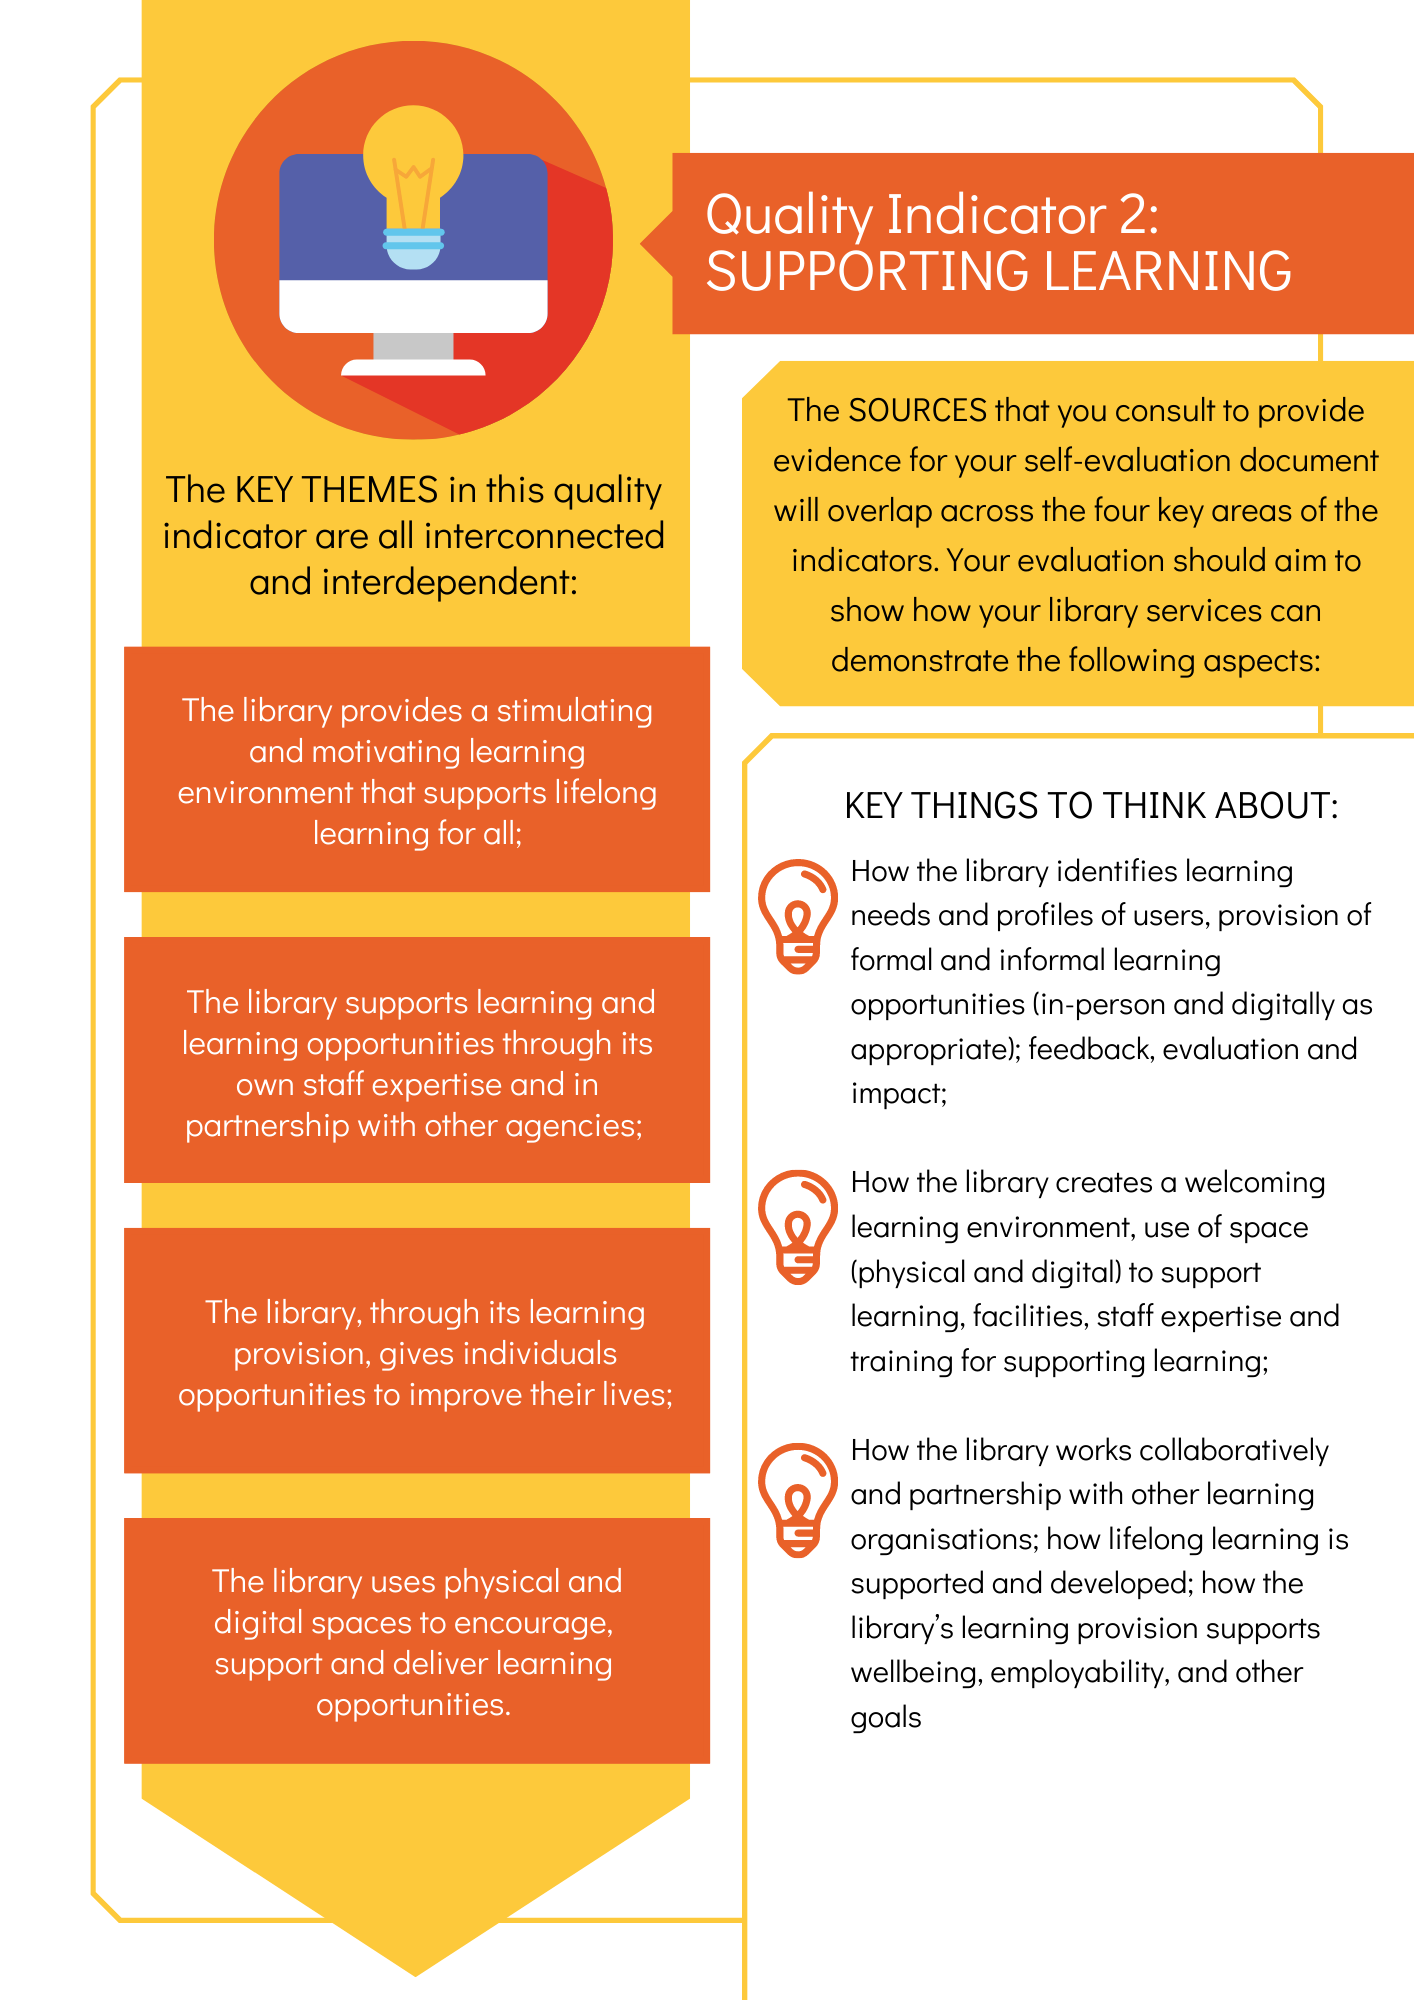 Quality Indicator 2:
SUPPORTING LEARNING
The KEY THEMES in this quality
indicator are all interconnected
and interdependent:
The library provides a stimulating
and motivating learning
environment that supports lifelong
learning for all;
The library supports learning and
learning opportunities through its
own staff expertise and in
partnership with other agencies;
The library, through its learning
provision, gives individuals
opportunities to improve their lives;
The library uses physical and
digital spaces to encourage,
support and deliver learning
opportunities.
The SOURCES that you consult to provide
evidence for your self-evaluation document
will overlap across the four key areas of the
indicators. Your evaluation should aim to
show how your library services can
demonstrate the following aspects:
KEY THINGS TO THINK ABOUT:
How the library identifies learning
needs and profiles of users, provision of
formal and informal learning
opportunities (in-person and digitally as
appropriate); feedback, evaluation and
impact;
How the library creates a welcoming
learning environment, use of space
(physical and digital) to support
learning, facilities, staff expertise and
training for supporting learning;
How the library works collaboratively
and partnership with other learning
organisations; how lifelong learning is
supported and developed; how the
library’s learning provision supports
wellbeing, employability, and other
goals